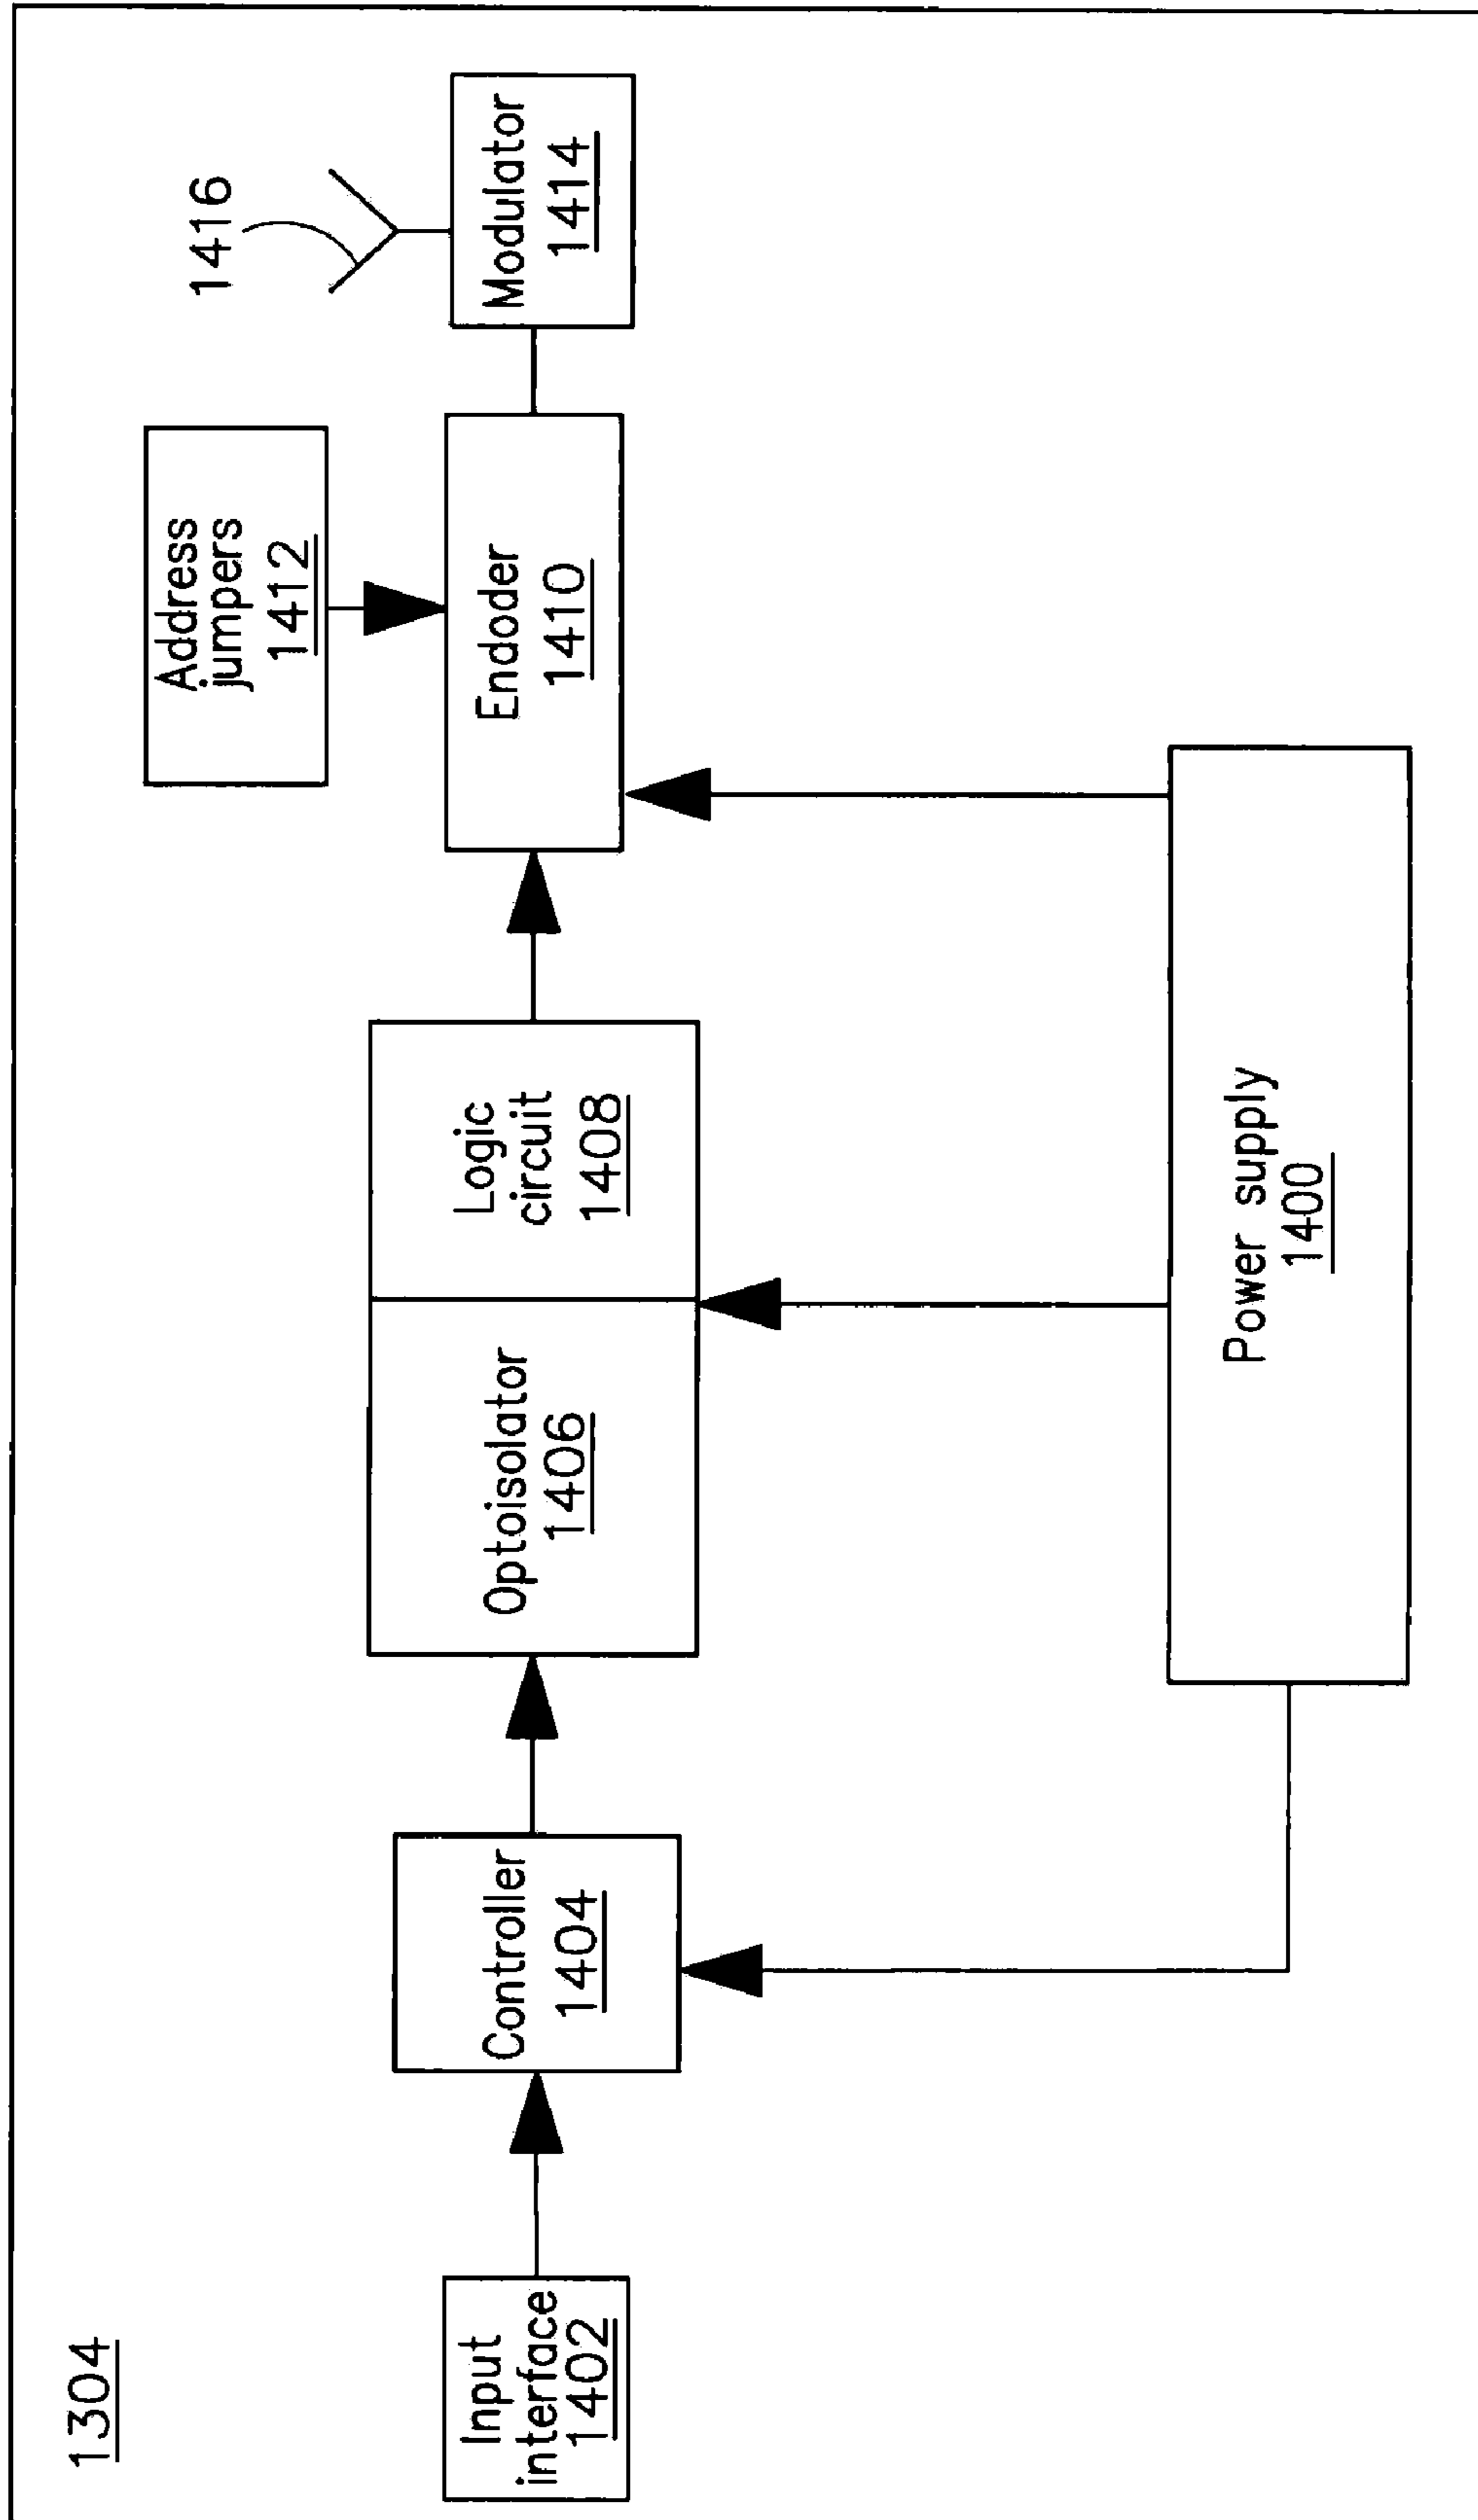 1304
Input
interface
1402
Controller
1404
Optoisolator
1406
Logic
circuit
1408
Endoder
1410
Address
jumpers
1412
Modulator
1414
1416
Power supply
1400